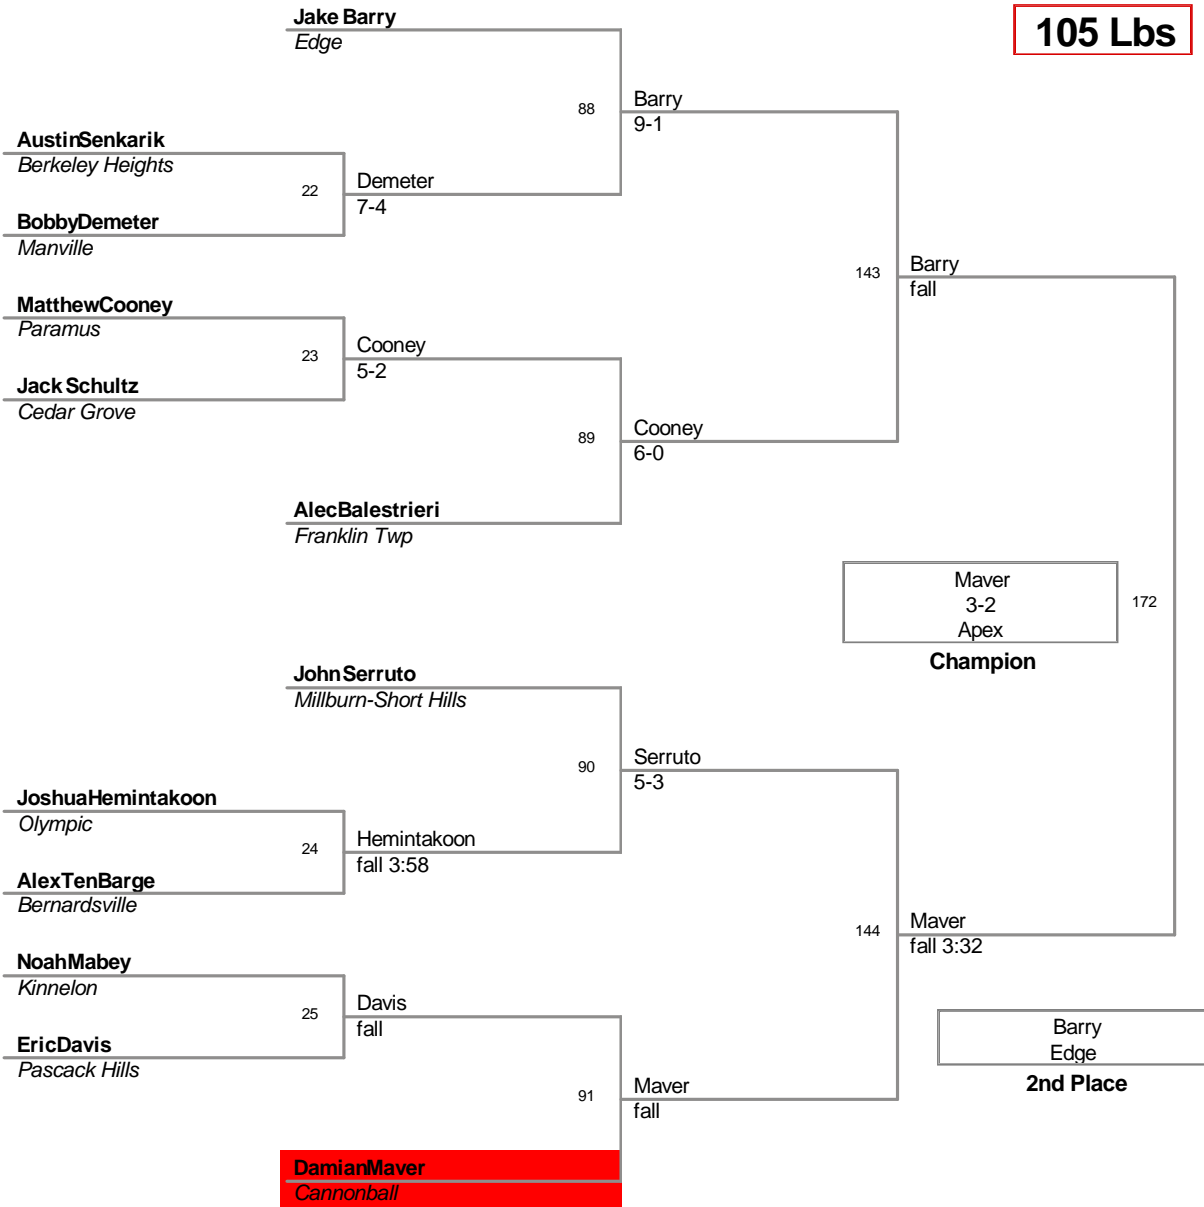 Jake Barry
Edge
105 Lbs
88
Barry
9-1
AustinSenkarik
Berkeley Heights
22
Demeter
7-4
BobbyDemeter
Manville
143
Barry
fall
MatthewCooney
Paramus
23
Cooney
5-2
Jack Schultz
Cedar Grove
89
Cooney
6-0
AlecBalestrieri
Franklin Twp
Maver
3-2
Apex
172
Champion
JohnSerruto
Millburn-Short Hills
90
Serruto
5-3
JoshuaHemintakoon
Olympic
24
Hemintakoon
fall 3:58
AlexTenBarge
Bernardsville
144
Maver
fall 3:32
NoahMabey
Kinnelon
25
Davis
fall
EricDavis
Pascack Hills
Barry
Edge
2nd Place
91
Maver
fall
DamianMaver
Cannonball